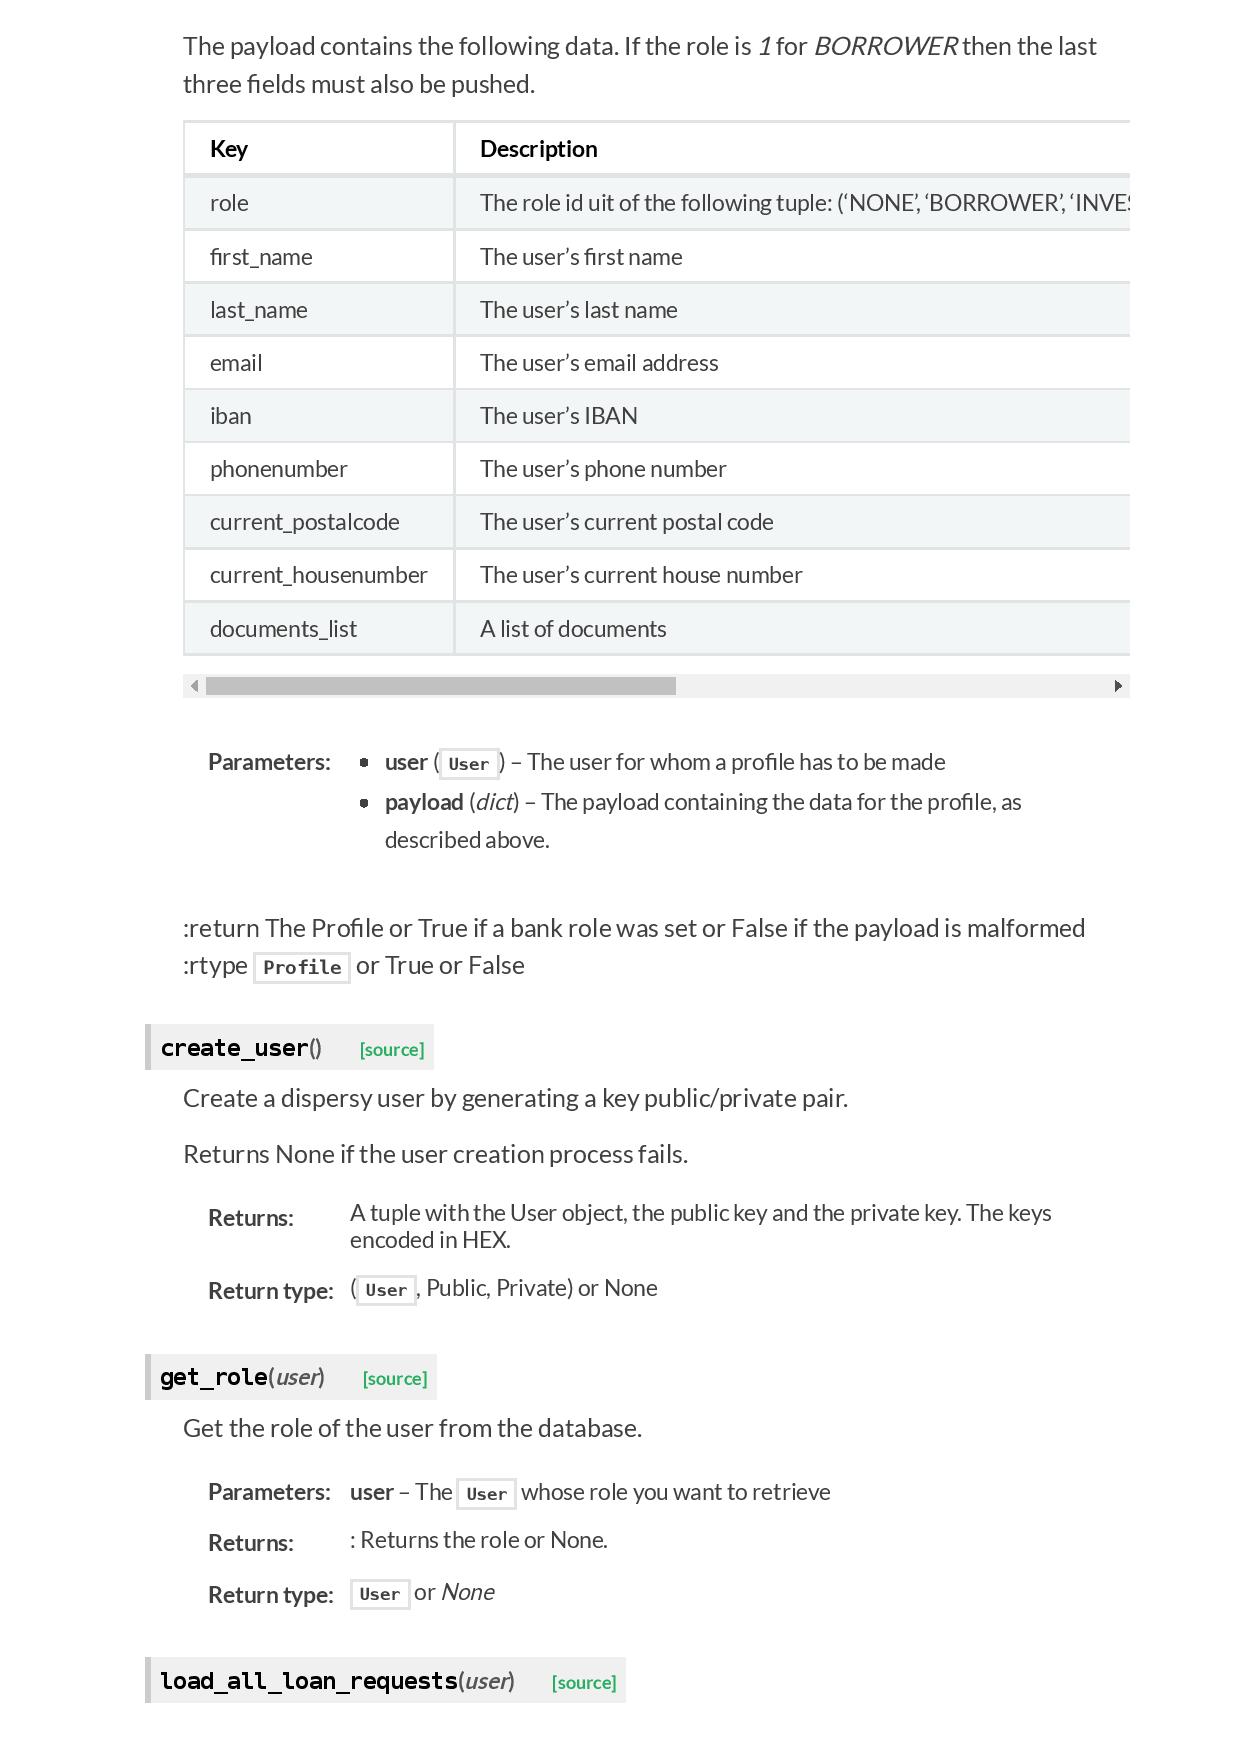 The payload contains the following data. If the role is 1 for BORROWER then the last
three fields must also be pushed.
Key Description
role The role id uit of the following tuple: (‘NONE’, ‘BORROWER’, ‘INVES
first_name The user’s first name
last_name The user’s last name
email The user’s email address
iban The user’s IBAN
phonenumber The user’s phone number
current_postalcode The user’s current postal code
current_housenumber The user’s current house number
documents_list A list of documents
Parameters: • user (User) – The user for whom a profile has to be made
• payload (dict) – The payload containing the data for the profile, as
described above.
:return The Profile or True if a bank role was set or False if the payload is malformed
:rtype Profile or True or False
create_user() [source]
Create a dispersy user by generating a key public/private pair.
Returns None if the user creation process fails.
Returns: A tuple with the User object, the public key and the private key. The keys
encoded in HEX.
Return type: (User, Public, Private) or None
get_role(user) [source]
Get the role of the user from the database.
Parameters: user – The User whose role you want to retrieve
Returns: : Returns the role or None.
Return type: User or None
load_all_loan_requests(user) [source]